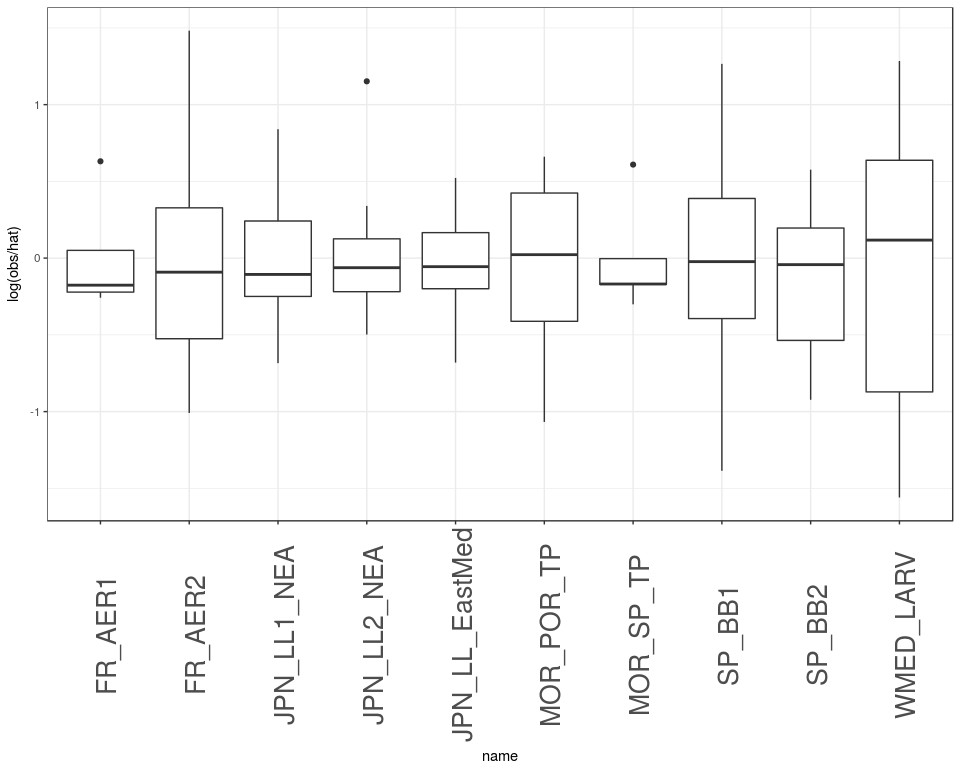 log(obs/hat)
1
0
-1
FR_AER1
FR_AER2
JPN_LL1_NEA
JPN_LL2_NEA
JPN_LL_EastMed
MOR_POR_TP
MOR_SP_TP
SP_BB1
SP_BB2
WMED_LARV
name